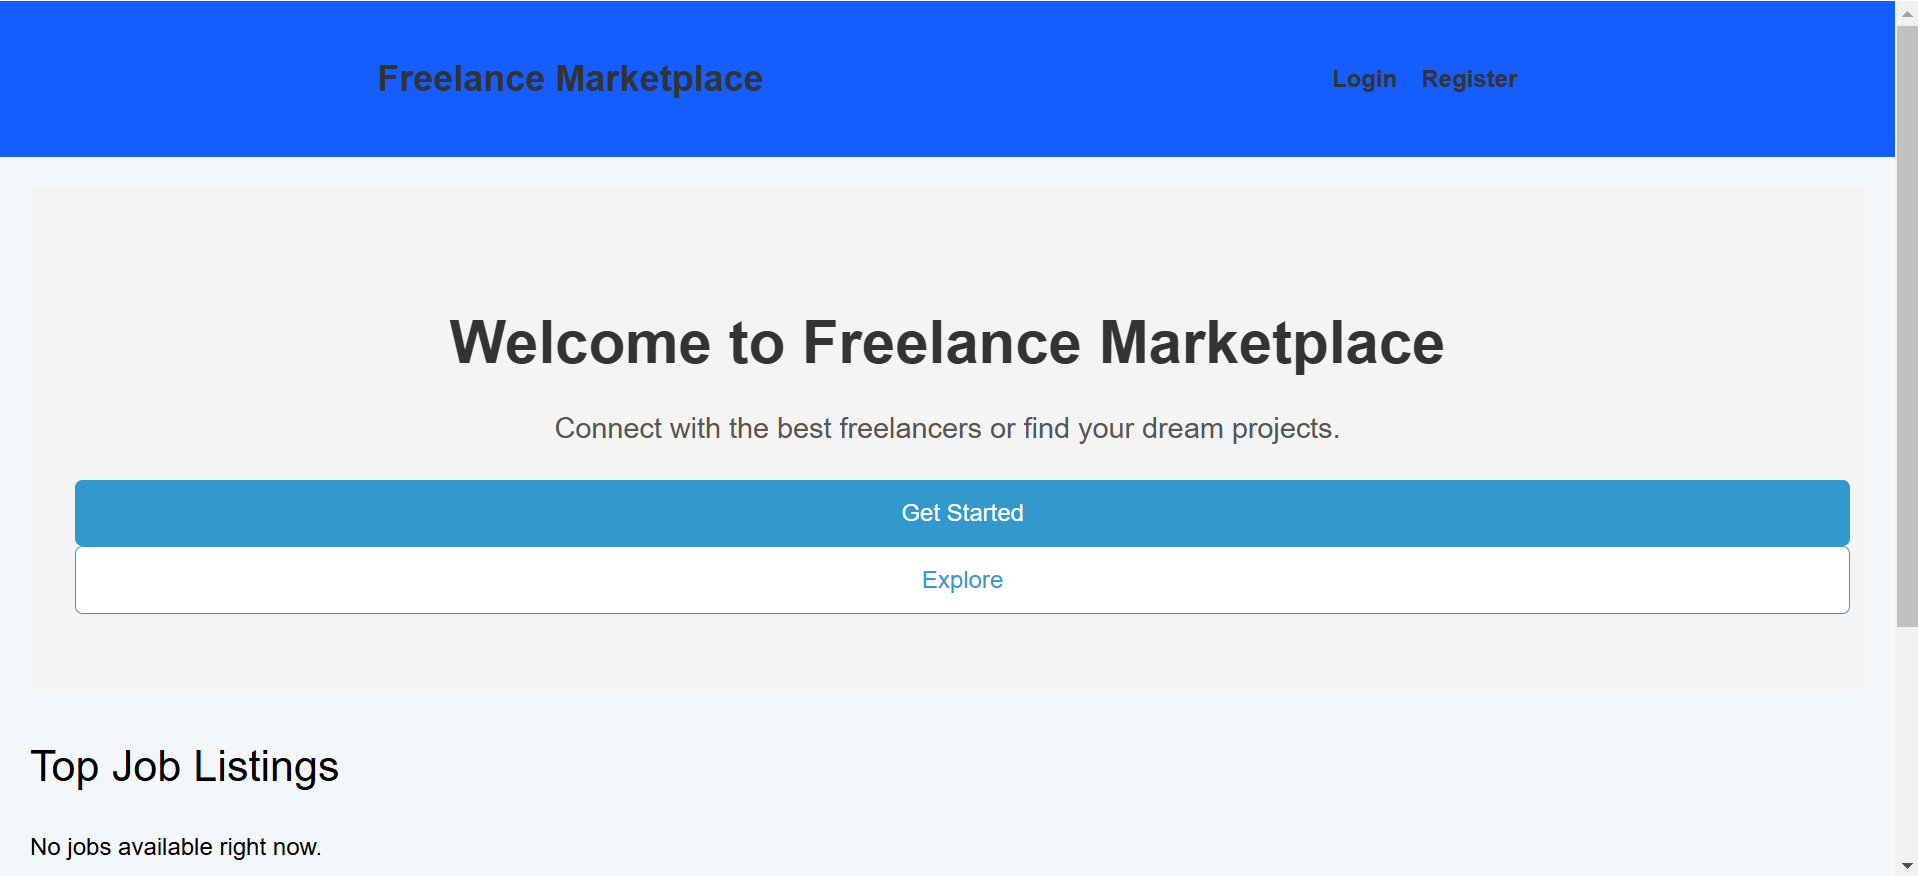 Freelance Marketplace
Login Register
Welcome to Freelance Marketplace
Connect with the best freelancers or find your dream projects.
Get Started
Explore
Top Job Listings
No jobs available right now.